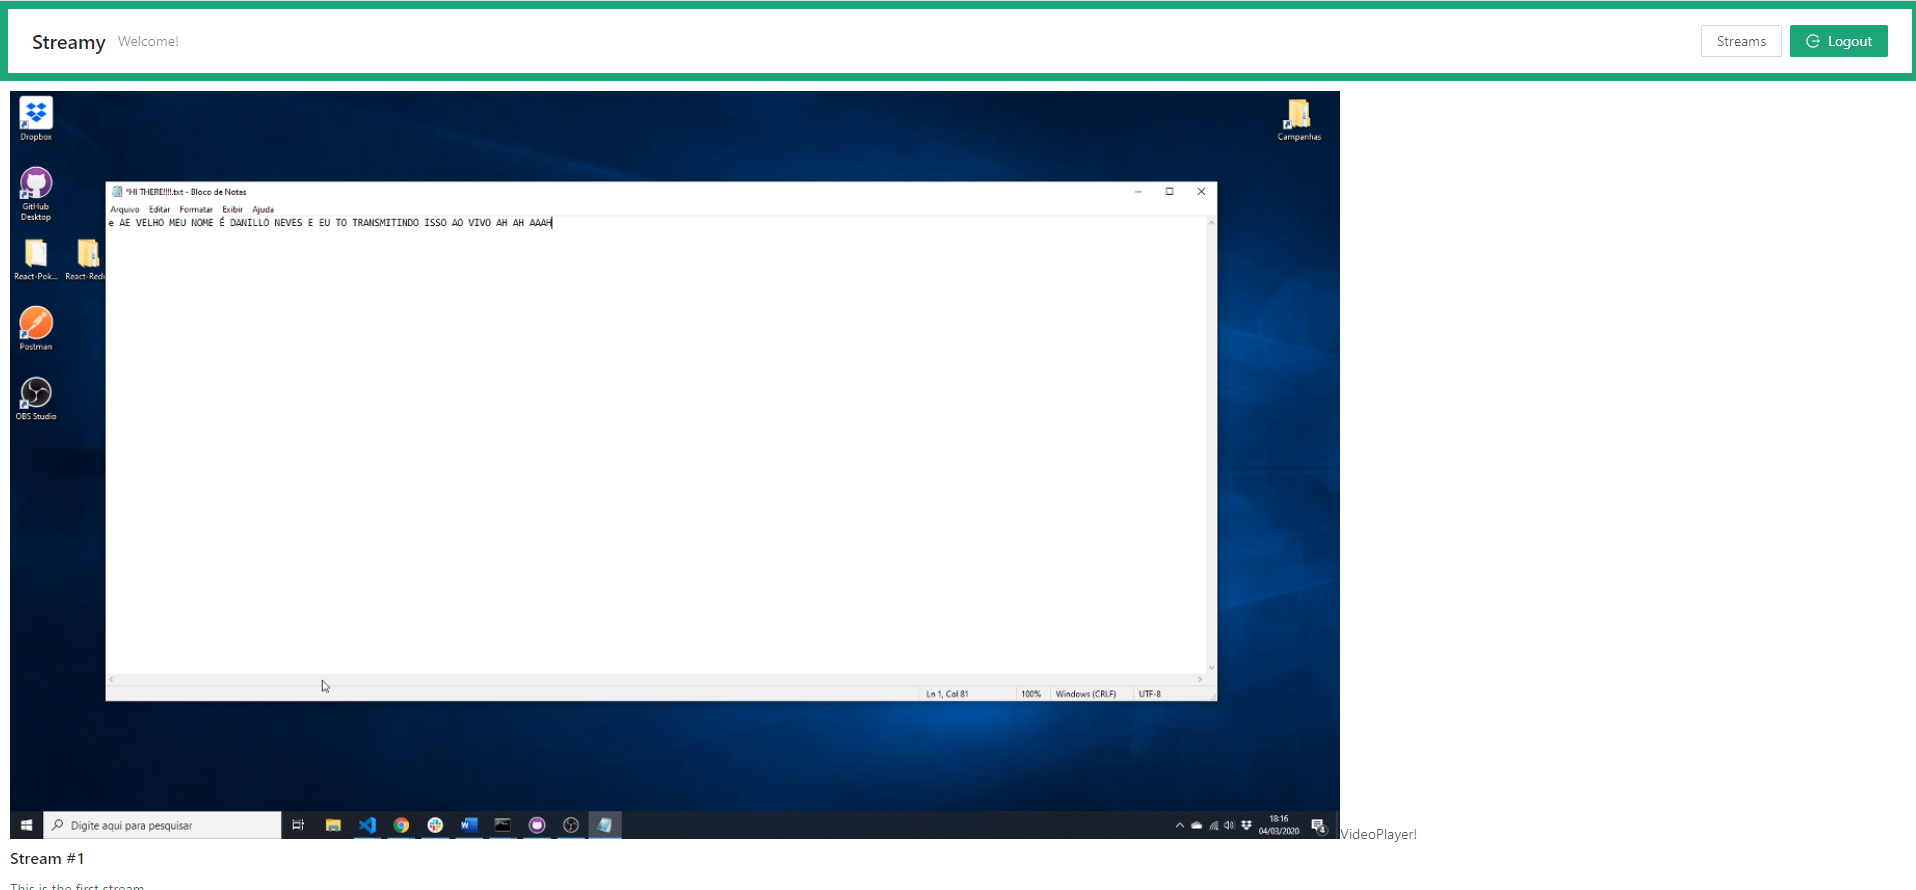 Streamy Welcome! Streams Logout
Dropbox
Campanhas
GitHub
Desktop
React-Pok... React-Redu
Postman
OBS Studio
*HI THERE!!!!.txt - Bloco de Notas
Arquivo Editar Formatar Exibir Ajuda
e AE VELHO MEU NOME É DANILLO NEVES E EU TO TRANSMITINDO ISSO AO VIVO AH AH AAAH
Ln 1, Col 81 100% Windows (CRLF) UTF-8
Digite aqui para pesquisar
18:16
04/03/2020
4
VideoPlayer!
Stream #1
This is the first stream